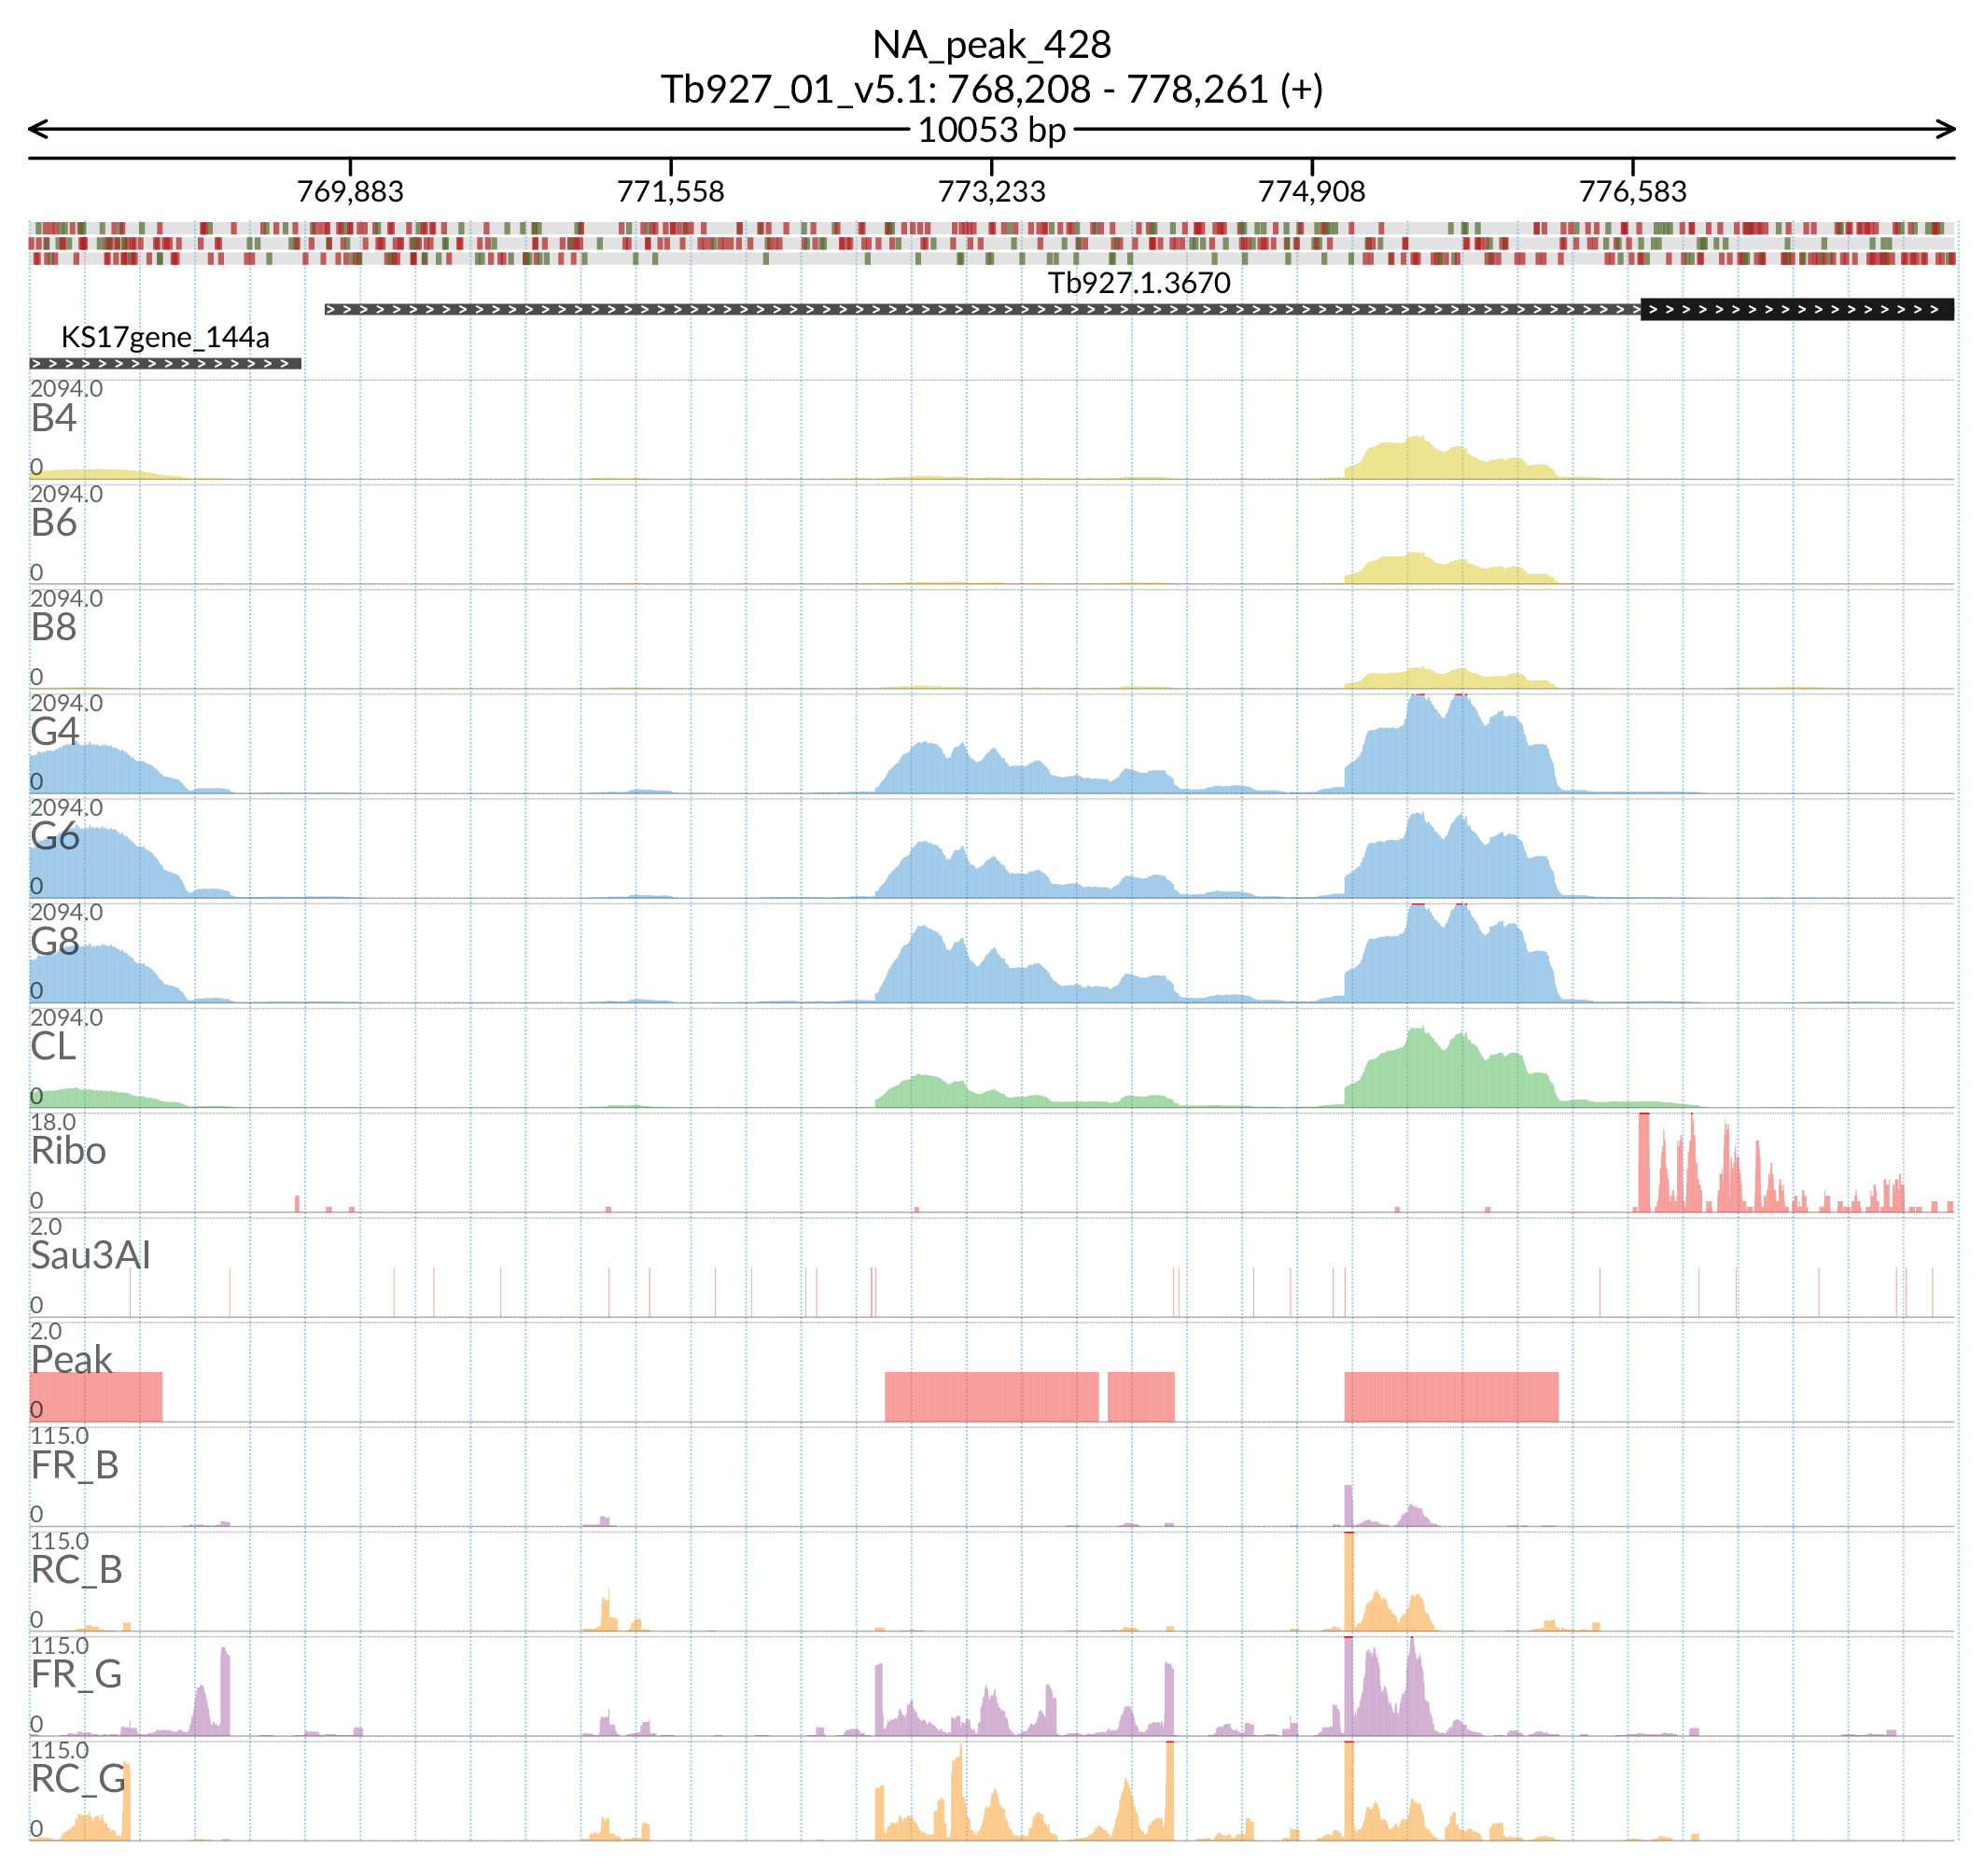 NA_peak_428
Tb927_01_v5.1: 768,208 - 778,261 (+)
10053 bp
769,883 771,558 773,233 774,908 776,583
Tb927.1.3670
KS17gene_144a
2094.0
B4
0
2094.0
B6
0
2094.0
B8
0
2094.0
G4
0
2094.0
G6
0
2094.0
G8
0
2094.0
CL
0
18.0
Ribo
0
2.0
Sau3AI
0
2.0
Peak
0
115.0
FR_B
0
115.0
RC_B
0
115.0
FR_G
0
115.0
RC_G
0